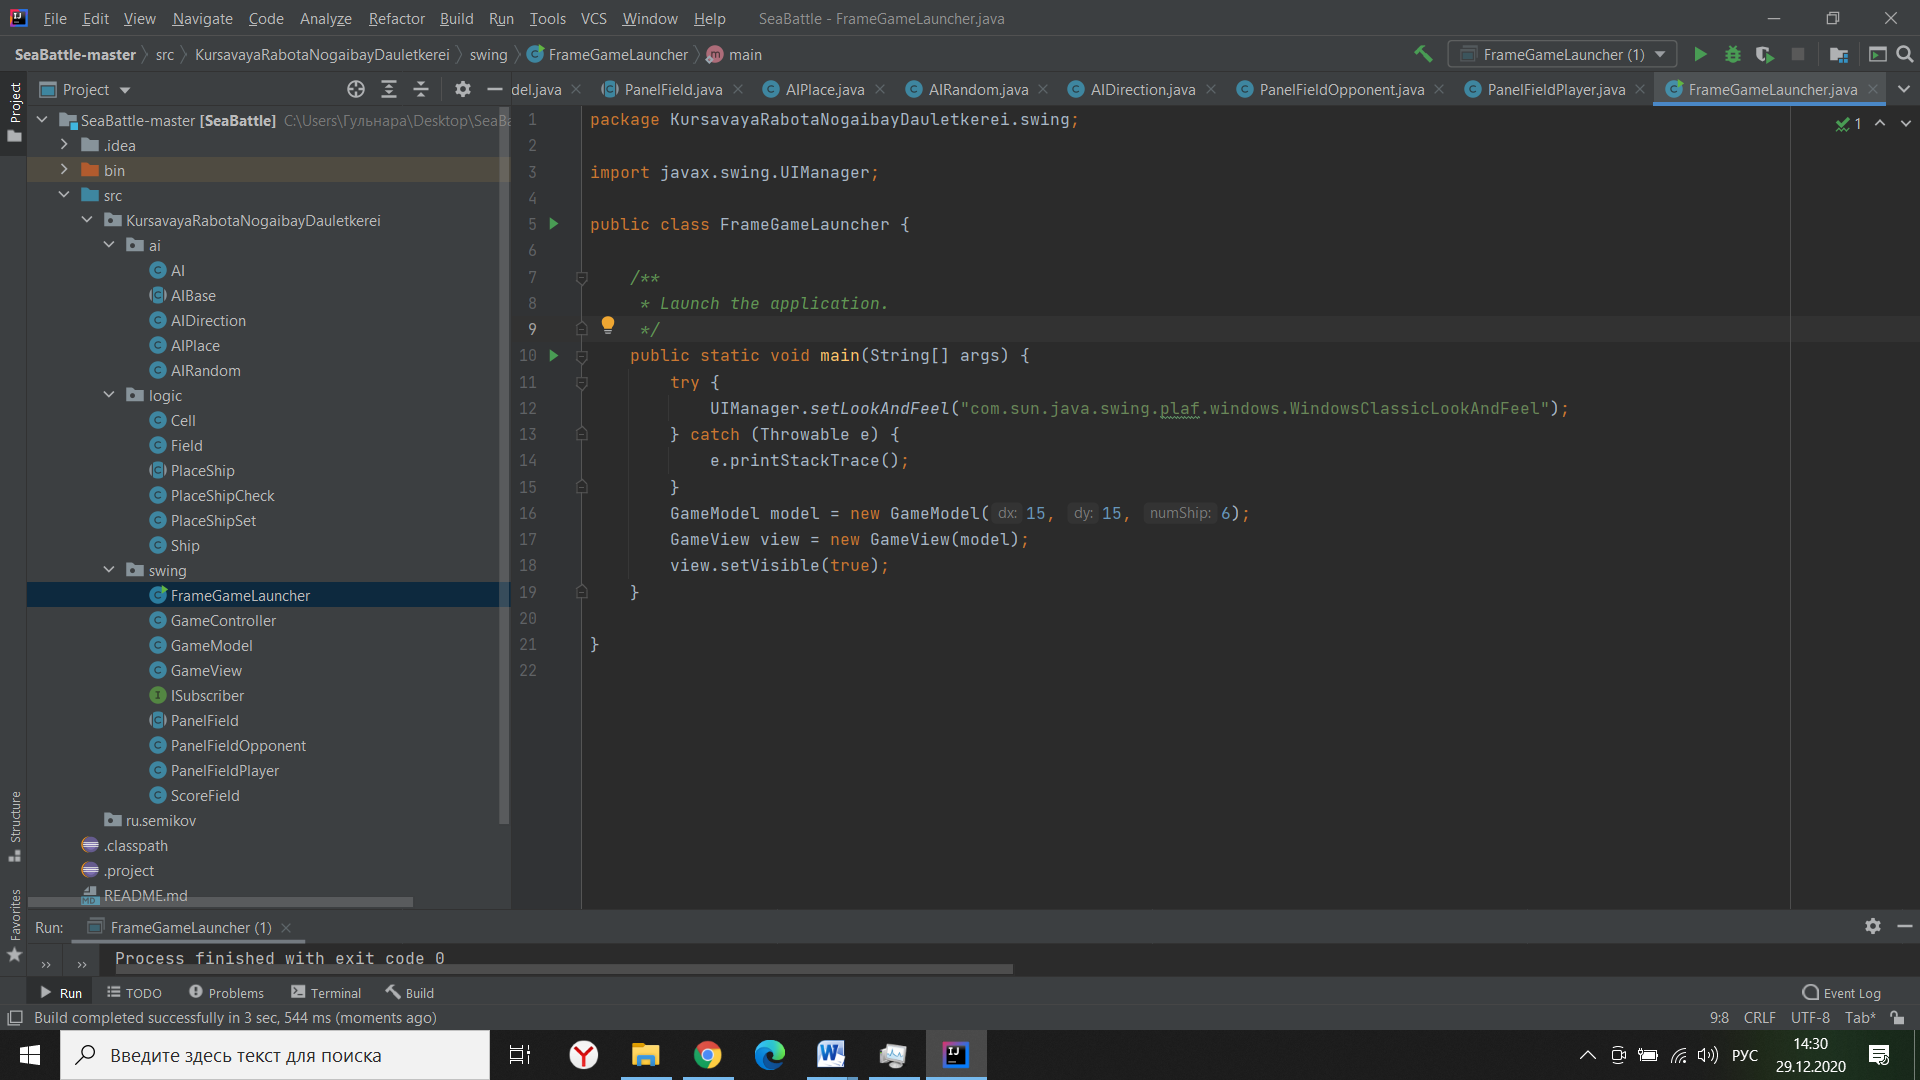 File Edit View Navigate Code Analyze Refactor Build Run Tools VCS Window Help SeaBattle - FrameGameLauncher.java
SeaBattle-master src KursavayaRabotaNogaibayDauletkerei swing FrameGameLauncher main FrameGameLauncher (1)
Project del.java PanelField.java AIPlace.java AIRandom.java AIDirection.java PanelFieldOpponent.java PanelFieldPlayer.java FrameGameLauncher.java
Project
Structure
Favorites
SeaBattle-master [SeaBattle] C:\Users\Гульнара\Desktop\SeaB
.idea
bin
src
KursavayaRabotaNogaibayDauletkerei
ai
AI
AIBase
AIDirection
AIPlace
AIRandom
logic
Cell
Field
PlaceShip
PlaceShipCheck
PlaceShipSet
Ship
swing
FrameGameLauncher
GameController
GameModel
GameView
ISubscriber
PanelField
PanelFieldOpponent
PanelFieldPlayer
ScoreField
ru.semikov
.classpath
.project
README.md
1 package KursavayaRabotaNogaibayDauletkerei.swing;
2
3 import javax.swing.UIManager;
4
5 public class FrameGameLauncher {
6
7 /**
8 * Launch the application.
9 */
10 public static void main(String[] args) {
11 try {
12 UIManager.setLookAndFeel("com.sun.java.swing.plaf.windows.WindowsClassicLookAndFeel");
13 } catch (Throwable e) {
14 e.printStackTrace();
15 }
16 GameModel model = new GameModel( dx: 15, dy: 15, numShip: 6);
17 GameView view = new GameView(model);
18 view.setVisible(true);
19 }
20
21 }
22
1
Run: FrameGameLauncher (1)
Process finished with exit code 0
Run TODO Problems Terminal Build Event Log
Build completed successfully in 3 sec, 544 ms (moments ago) 9:8 CRLF UTF-8 Tab*
Введите здесь текст для поиска
РУС
14:30
29.12.2020